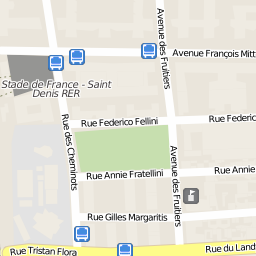 Avenue des Fruitiers
Avenue François Mitt
Stade de France - Saint
Denis RER
Rue Federico Fellini
Rue Federic
Rue des Cheminots
Avenue des Fruitiers
Rue Annie Fratellini
Rue Annie
Rue Gilles Margaritis
Rue Tristan Flora
Rue du Land